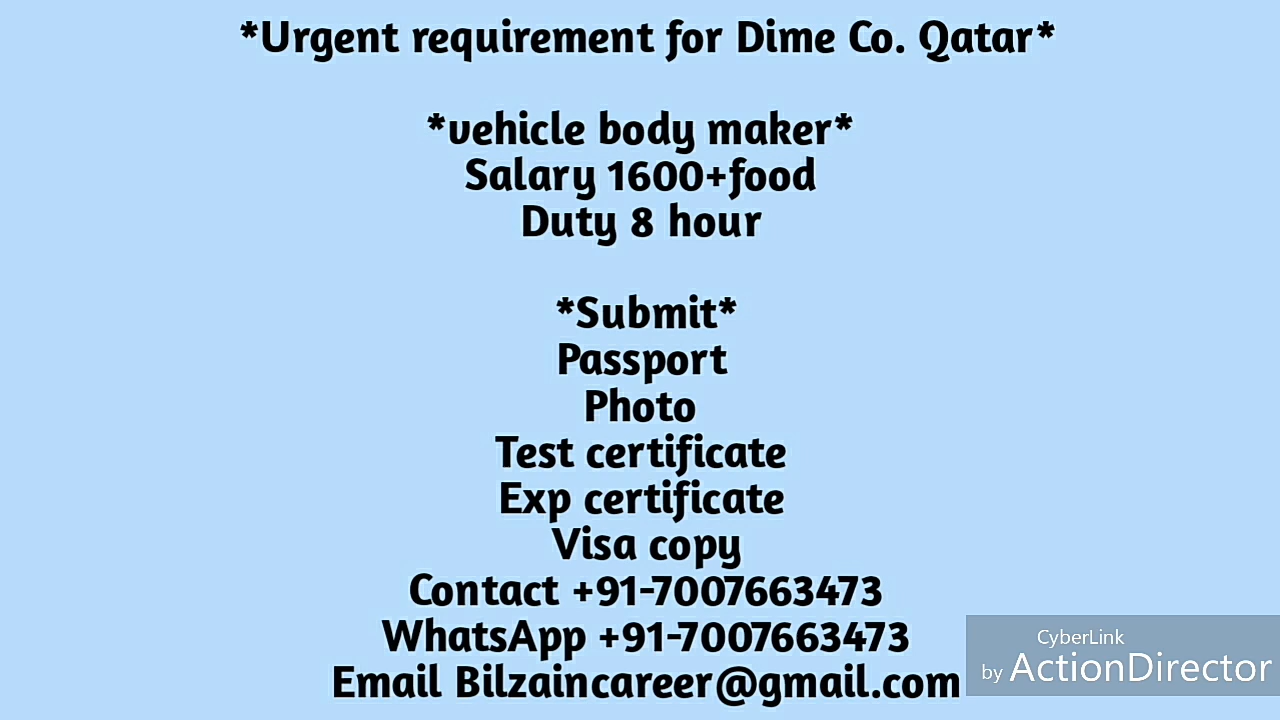 *Urgent requirement for Dime Co. Qatar*
*vehicle body maker*
Salary 1600+food
Duty 8 hour
*Submit*
Passport
Photo
Test certificate
Exp certificate
Visa copy
Contact +91-7007663473
WhatsApp +91-7007663473
Email Bilzaincareer@gmail.com
CyberLink
by ActionDirector